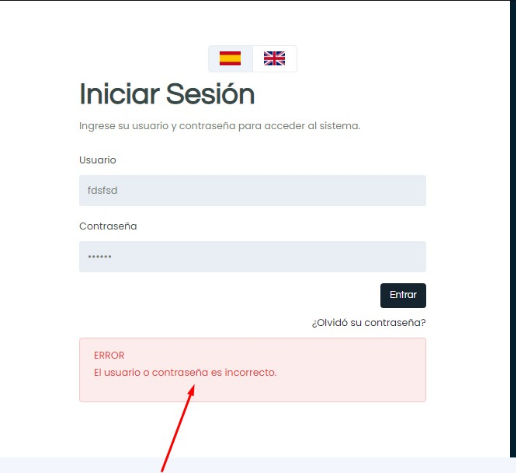 Iniciar Sesión
Ingrese su usuario y contraseña para acceder al sistema.
Usuario
fdsfsd
Contraseña
••••••
Entrar
¿Olvidó su contraseña?
ERROR
El usuario o contraseña es incorrecto.